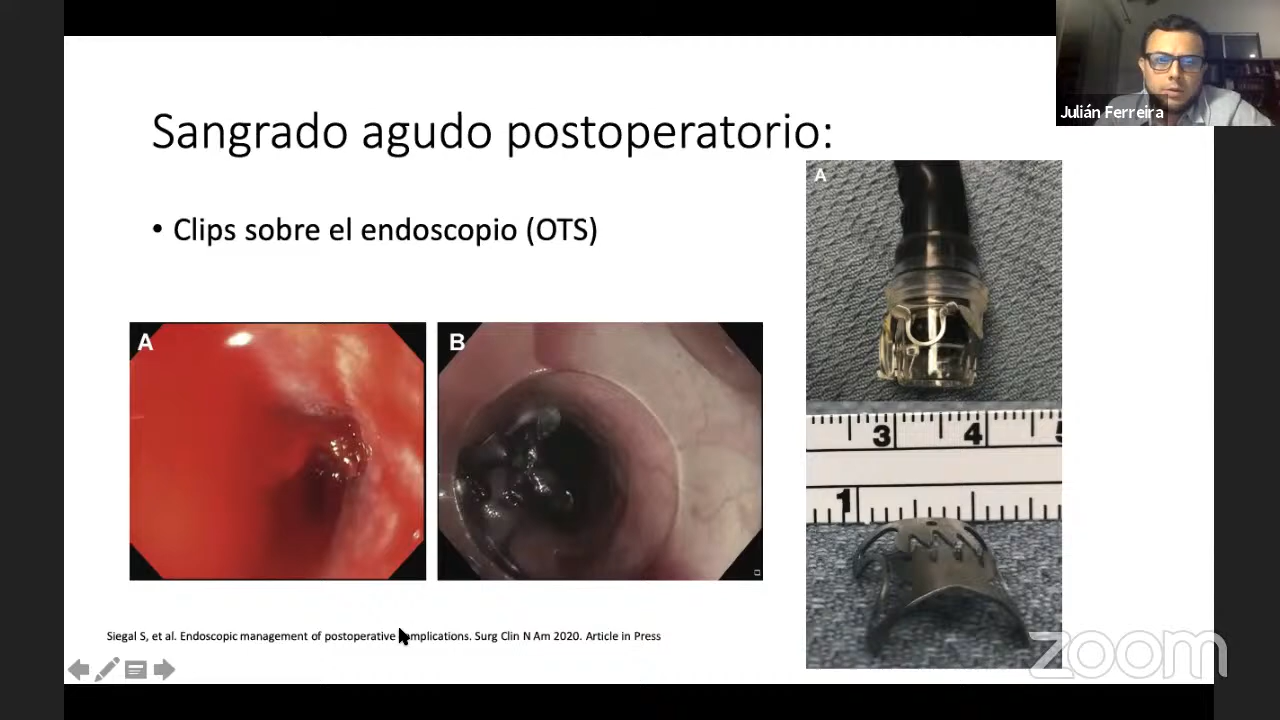 Julián Ferreira
Sangrado agudo postoperatorio:
• Clips sobre el endoscopio (OTS)
A
A
B
3 4 5
1
Siegal S, et al. Endoscopic management of postoperative complications. Surg Clin N Am 2020. Article in Press
zoom